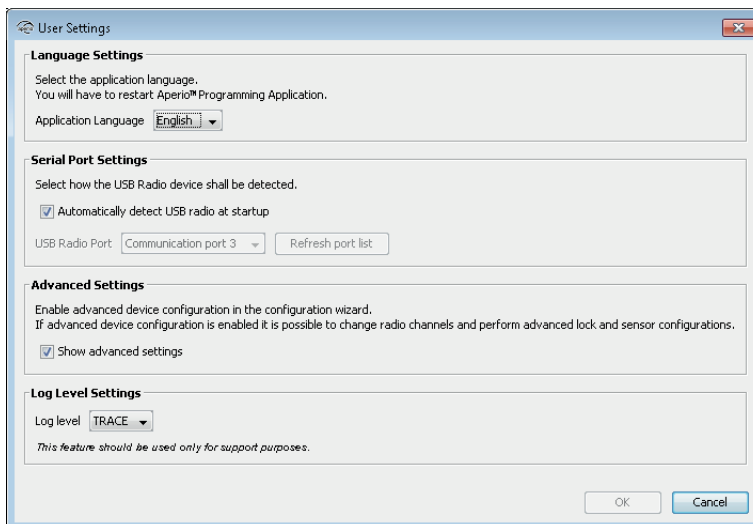 User Settings
Language Settings
Select the application language.
You will have to restart Aperio™ Programming Application.
Application Language English
Serial Port Settings
Select how the USB Radio device shall be detected.
Automatically detect USB radio at startup
USB Radio Port Communication port 3 Refresh port list
Advanced Settings
Enable advanced device configuration in the configuration wizard.
If advanced device configuration is enabled it is possible to change radio channels and perform advanced lock and sensor configurations.
Show advanced settings
Log Level Settings
Log level TRACE
This feature should be used only for support purposes.
OK Cancel